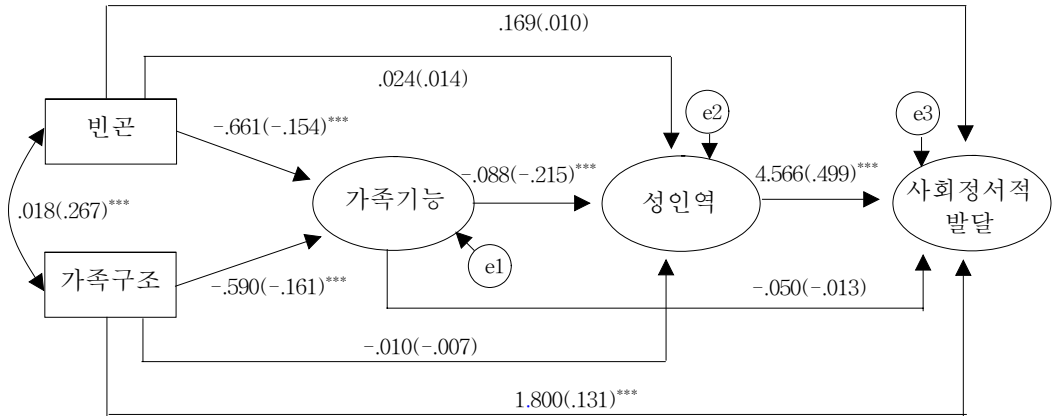 .169(.010)
.024(.014)
빈곤
-.661(-.154)***
e2
e3
가족기능
-.088(-.215)***
성인역
4.566(.499)***
사회정서적
발달
.018(.267)***
가족구조
-.590(-.161)***
e1
-.050(-.013)
-.010(-.007)
1.800(.131)***